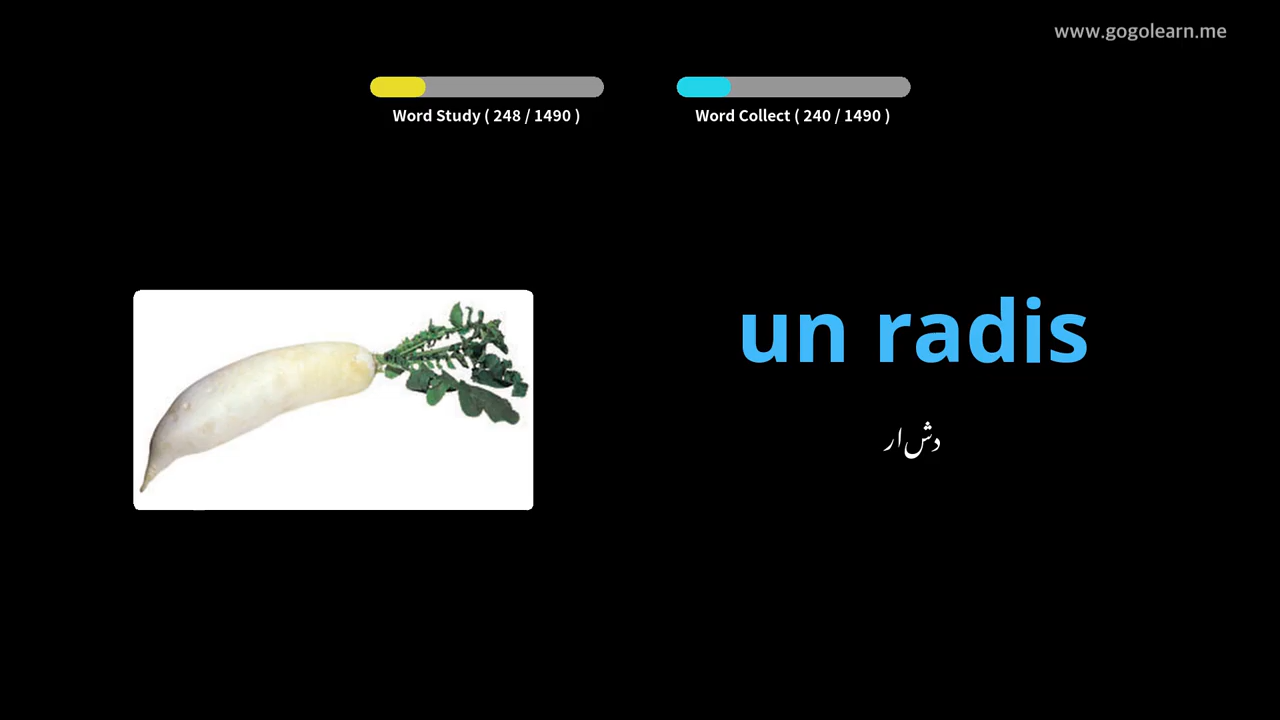 www.gogolearn.me
Word Study ( 248 / 1490 )
Word Collect ( 240 / 1490 )
un radis
دش ار